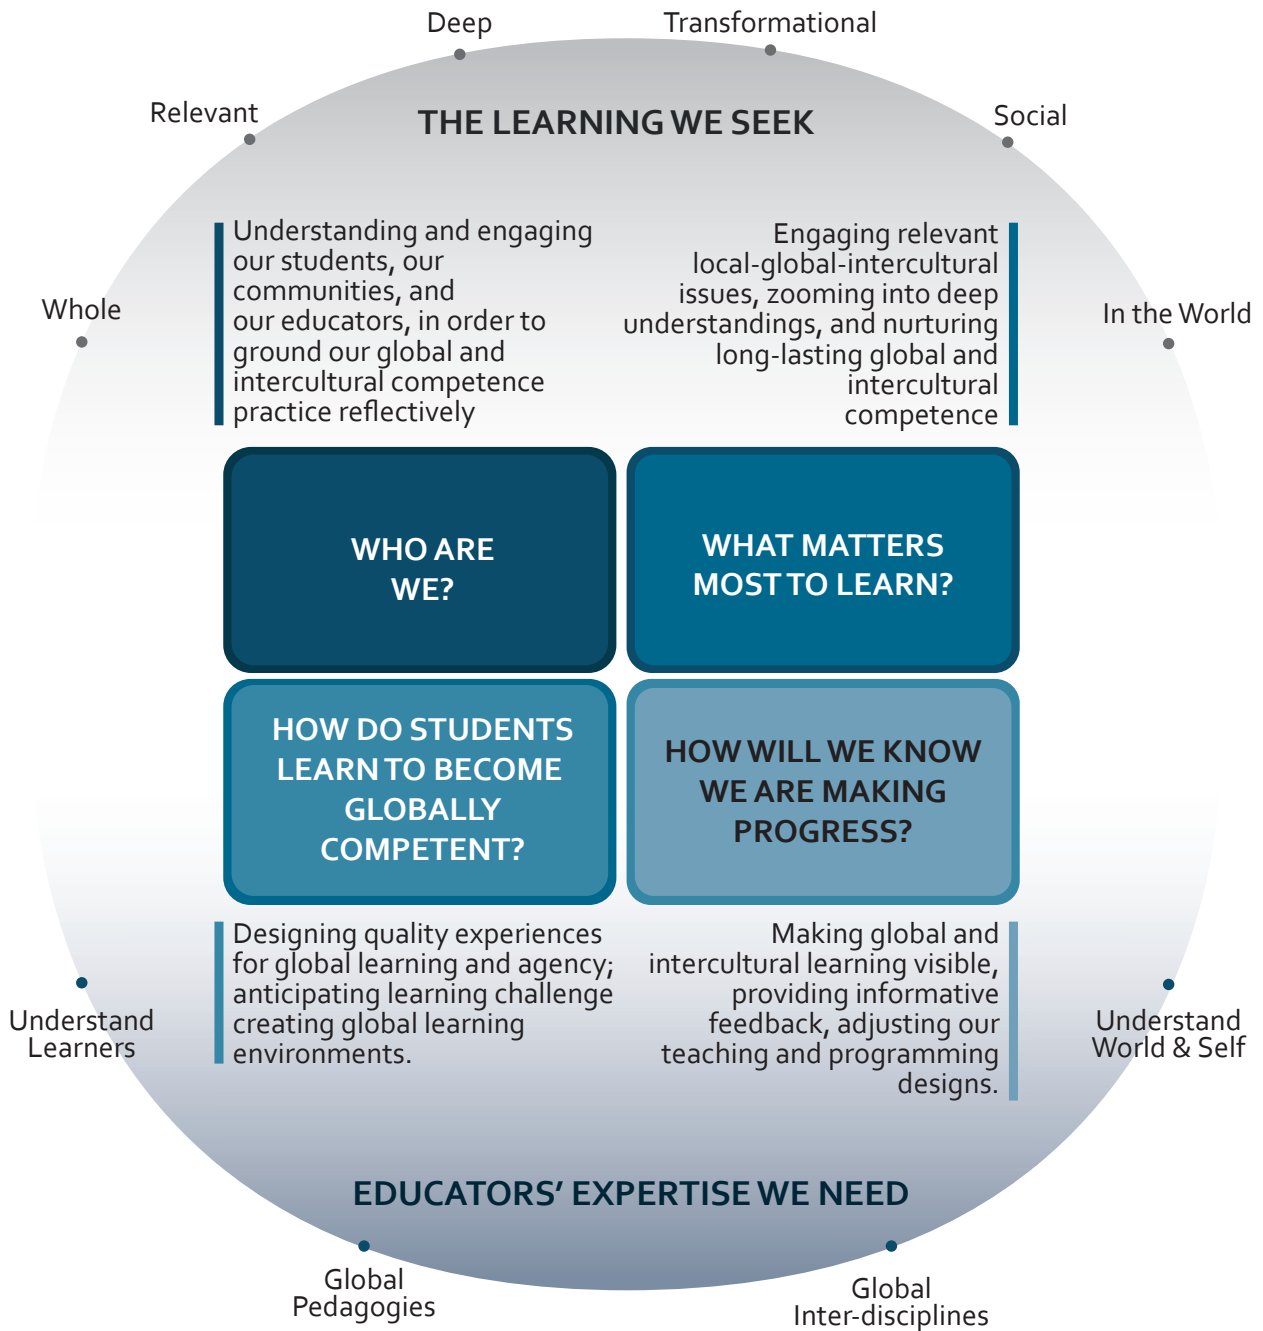 Deep
Transformational
Relevant
Social
THE LEARNING WE SEEK
Whole
In the World
Understanding and engaging
our students, our
communities, and
our educators, in order to
ground our global and
intercultural competence
practice reflectively
Engaging relevant
local-global-intercultural
issues, zooming into deep
understandings, and nurturing
long-lasting global and
intercultural
competence
WHO ARE
WE?
WHAT MATTERS
MOST TO LEARN?
HOW DO STUDENTS
LEARN TO BECOME
GLOBALLY
COMPETENT?
HOW WILL WE KNOW
WE ARE MAKING
PROGRESS?
Designing quality experiences
for global learning and agency;
anticipating learning challenge
creating global learning
environments.
Making global and
intercultural learning visible,
providing informative
feedback, adjusting our
teaching and programming
designs.
Understand
Learners
Understand
World & Self
EDUCATORS’ EXPERTISE WE NEED
Global
Pedagogies
Global
Inter-disciplines